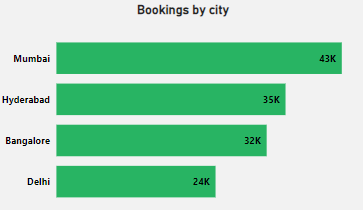 Bookings by city
Mumbai 43K
Hyderabad 35K
Bangalore 32K
Delhi 24K